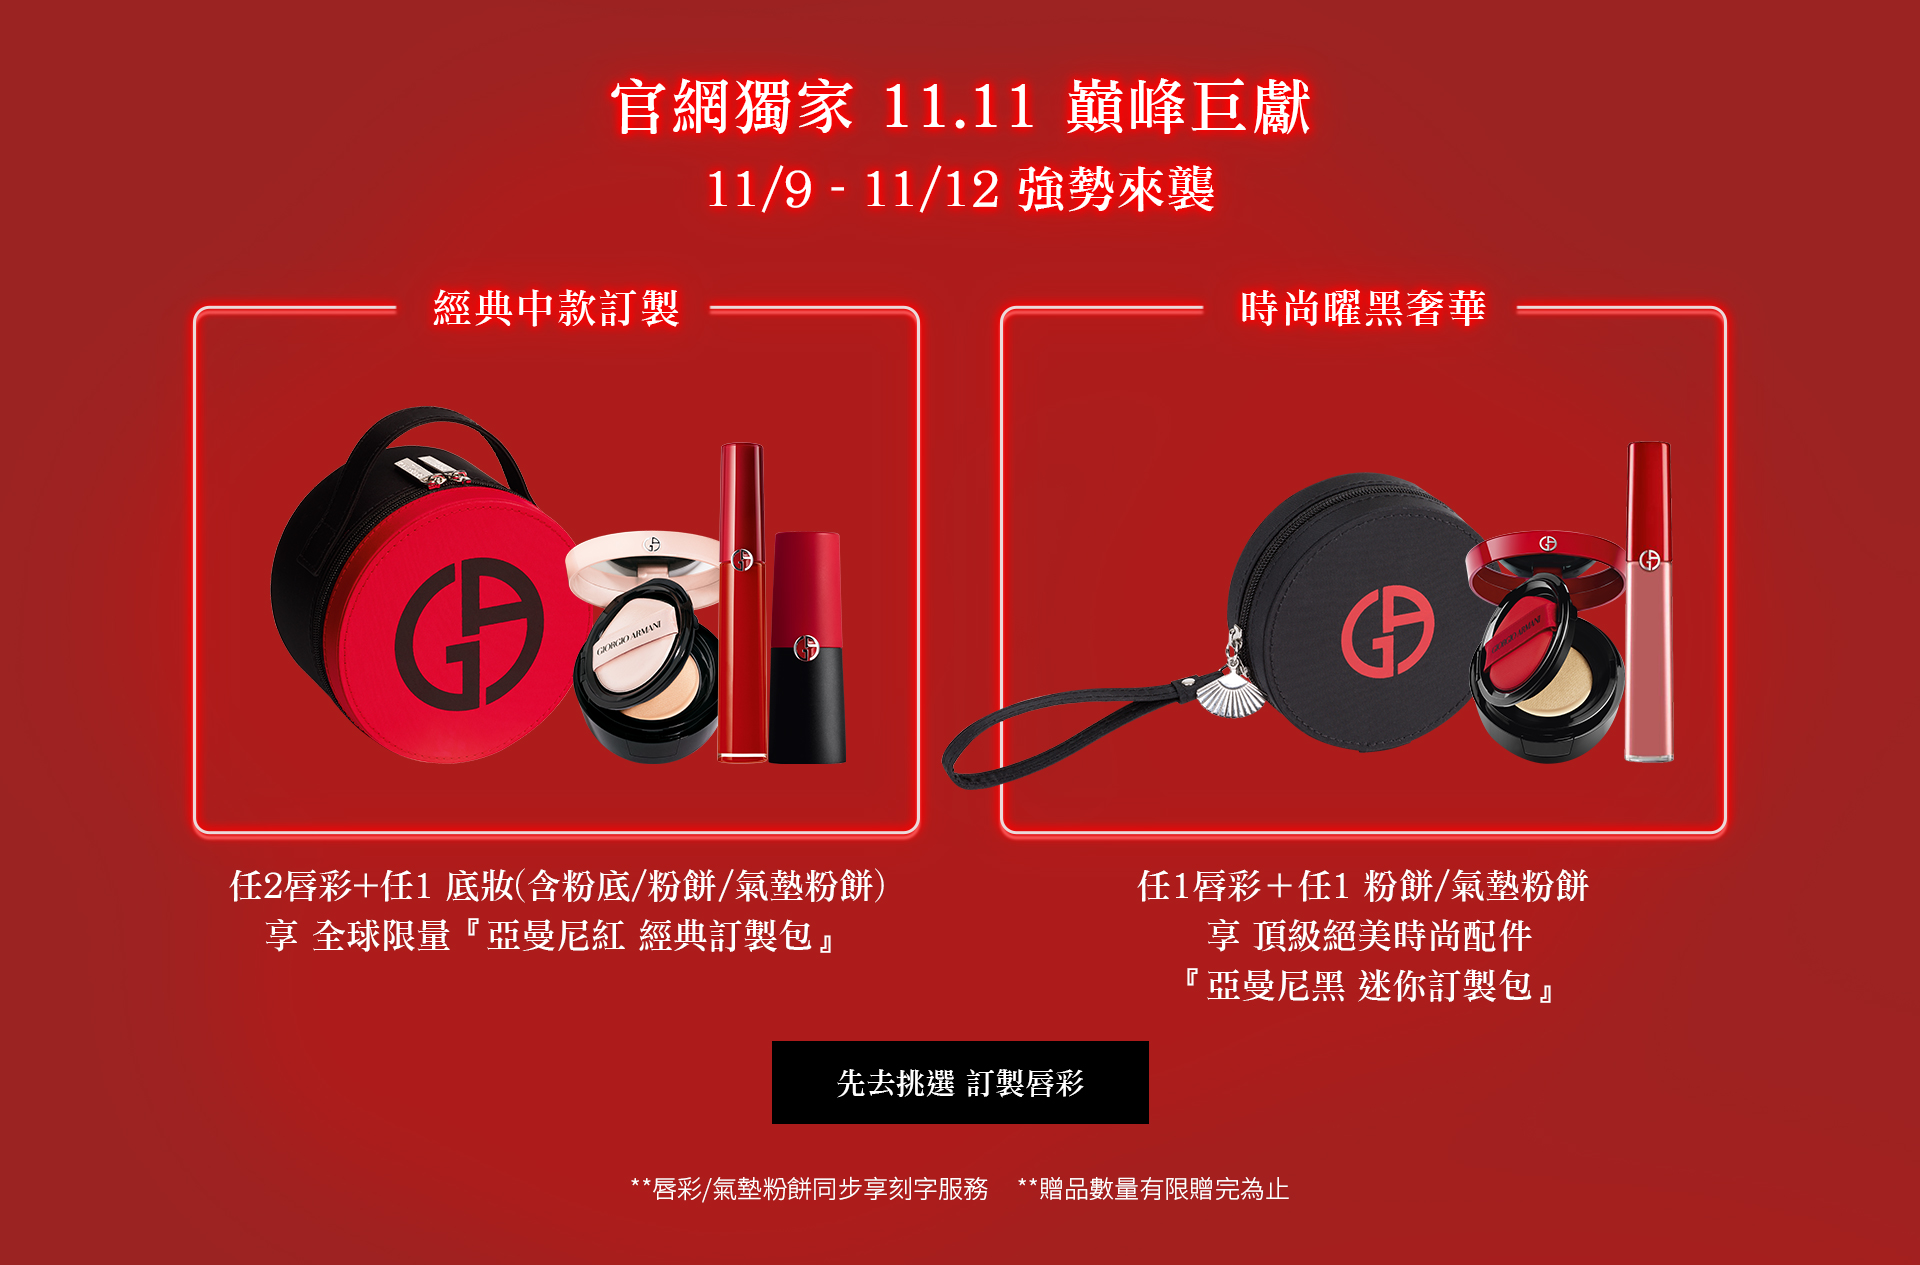 官網獨家 11.11 巔峰巨獻
11/9 - 11/12 強勢來襲
經典中款訂製
時尚曜黑奢華
GIORGIO ARMANI
GIORGIO ARMANI
任2唇彩+任1 底妝(含粉底/粉餅/氣墊粉餅)
享 全球限量『亞曼尼紅 經典訂製包』
任1唇彩+任1 粉餅/氣墊粉餅
享 頂級絕美時尚配件
『亞曼尼黑 迷你訂製包』
先去挑選 訂製唇彩
**唇彩/氣墊粉餅同步享刻字服務 **贈品數量有限贈完為止